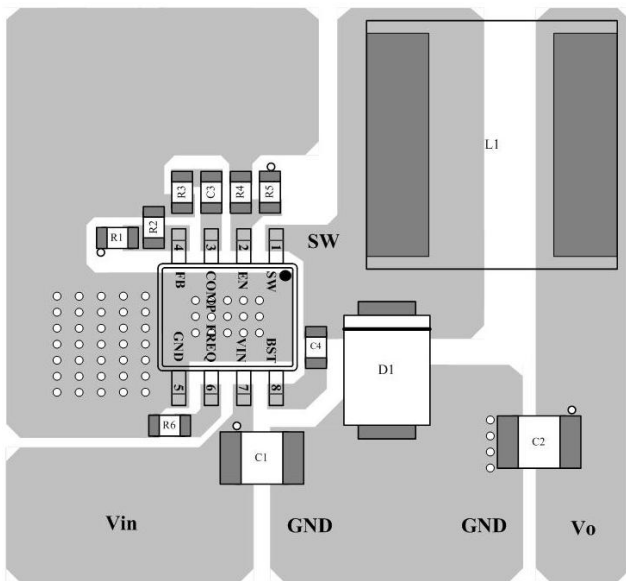 L1
R3
C3
R4
R5
R2
R1
SW
4
3
2
1
FB
COMP
EN
SW
GND
FREQ
VIN
BST
5
6
7
8
C4
D1
R6
C1
C2
Vin
GND
GND
Vo